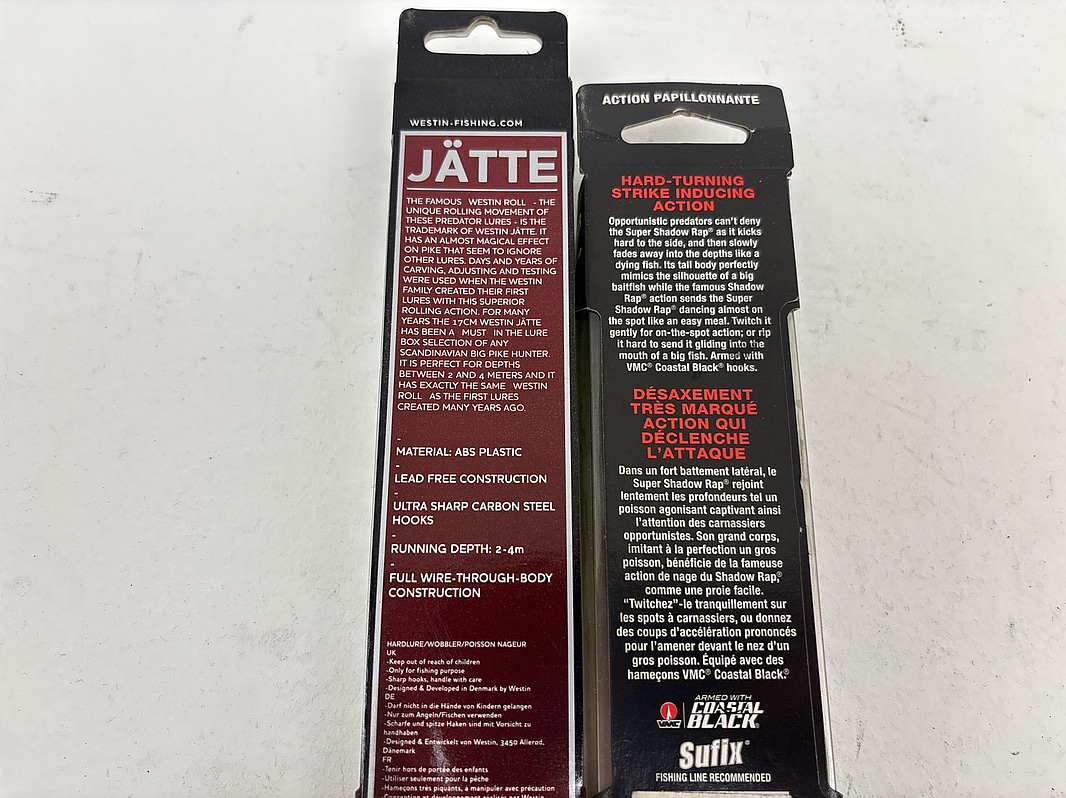 WESTIN-FISHING.COM
JÄTTE
THE FAMOUS WESTIN ROLL - THE
UNIQUE ROLLING MOVEMENT OF
THESE PREDATOR LURES - IS THE
TRADEMARK OF WESTIN JÄTTE. IT
HAS AN ALMOST MAGICAL EFFECT
ON PIKE THAT SEEM TO IGNORE
OTHER LURES. DAYS AND YEARS OF
CARVING, ADJUSTING AND TESTING
WERE USED WHEN THE WESTIN
FAMILY CREATED THEIR FIRST
LURES WITH THIS SUPERIOR
ROLLING ACTION. FOR MANY
YEARS THE 17CM WESTIN JÄTTE
HAS BEEN A MUST IN THE LURE
BOX SELECTION OF ANY
SCANDINAVIAN BIG PIKE HUNTER.
IT IS PERFECT FOR DEPTHS
BETWEEN 2 AND 4 METERS AND IT
HAS EXACTLY THE SAME WESTIN
ROLL AS THE FIRST LURES
CREATED MANY YEARS AGO.
-
MATERIAL: ABS PLASTIC
-
LEAD FREE CONSTRUCTION
-
ULTRA SHARP CARBON STEEL
HOOKS
-
RUNNING DEPTH: 2-4m
-
FULL WIRE-THROUGH-BODY
CONSTRUCTION
HARDLURE/WOBBLER/POISSON NAGEUR
UK
-Keep out of reach of children
-Only for fishing purpose
-Sharp hooks, handle with care
-Designed & Developed in Denmark by Westin
DE
-Darf nicht in die Hände von Kindern gelangen
-Nur zum Angeln/Fischen verwenden
-Scharfe und spitze Haken sind mit Vorsicht zu
handhaben
-Designed & Entwickelt von Westin, 3450 Allerød,
Dänemark
FR
-Tenir hors de portée des enfants
-Utiliser seulement pour la pêche
-Hameçons très piquants, à manipuler avec précaution
-Conception et développement réalisés par Westin
ACTION PAPILLONNANTE
HARD-TURNING
STRIKE INDUCING
ACTION
Opportunistic predators can't deny
the Super Shadow Rap® as it kicks
hard to the side, and then slowly
fades away into the depths like a
dying fish. Its tall body perfectly
mimics the silhouette of a big
baitfish while the famous Shadow
Rap® action sends the Super
Shadow Rap® dancing almost on
the spot like an easy meal. Twitch it
gently for on-the-spot action; or rip
it hard to send it gliding into the
mouth of a big fish. Armed with
VMC® Coastal Black® hooks.
DÉSAXEMENT
TRÈS MARQUÉ
ACTION QUI
DÉCLENCHE
L'ATTAQUE
Dans un fort battement latéral, le
Super Shadow Rap® rejoint
lentement les profondeurs tel un
poisson agonisant captivant ainsi
l'attention des carnassiers
opportunistes. Son grand corps,
imitant à la perfection un gros
poisson, bénéficie de la fameuse
action de nage du Shadow Rap®,
comme une proie facile.
"Twitchez"-le tranquillement sur
les spots à carnassiers, ou donnez
des coups d'accélération prononcés
pour l'amener devant le nez d'un
gros poisson. Équipé avec des
hameçons VMC® Coastal Black®.
ARMED WITH
VMC COASTAL
BLACK®
Sufix®
FISHING LINE RECOMMENDED